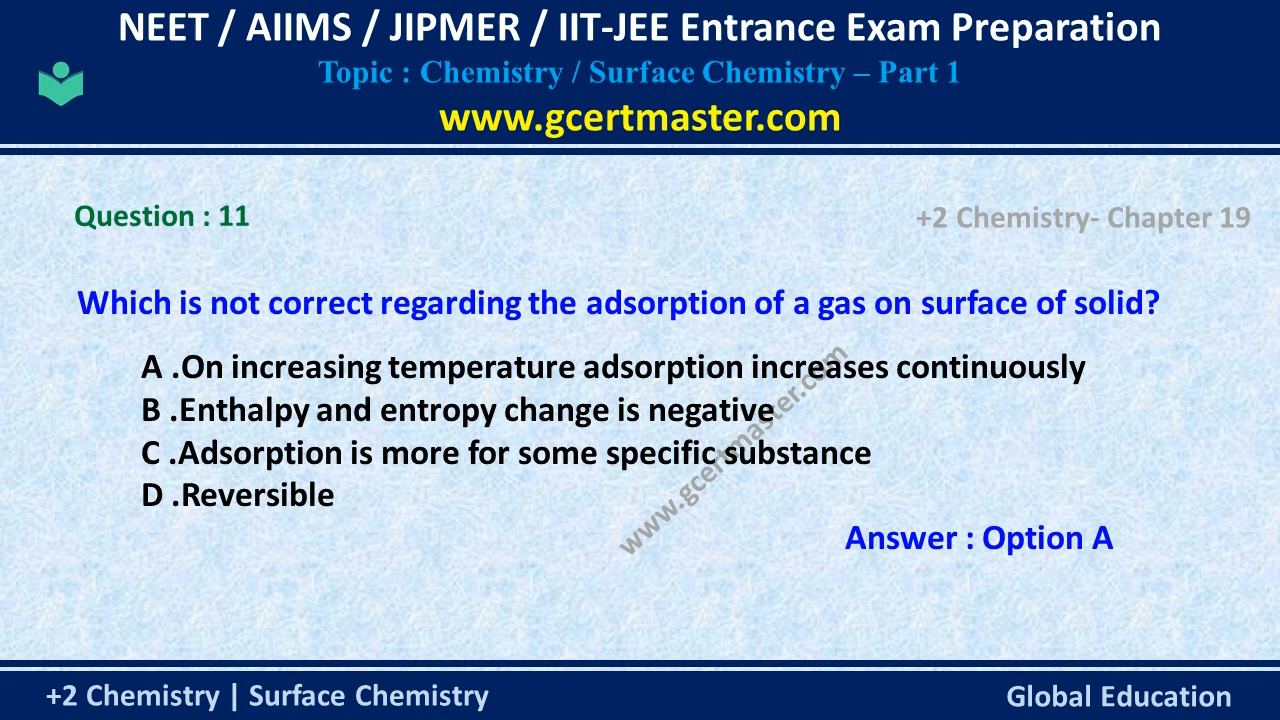 NEET / AIIMS / JIPMER / IIT-JEE Entrance Exam Preparation
Topic : Chemistry / Surface Chemistry – Part 1
www.gcertmaster.com
Question : 11
+2 Chemistry- Chapter 19
Which is not correct regarding the adsorption of a gas on surface of solid?
A .On increasing temperature adsorption increases continuously
B .Enthalpy and entropy change is negative
C .Adsorption is more for some specific substance
D .Reversible
www.gcertmaster.com
Answer : Option A
+2 Chemistry | Surface Chemistry
Global Education